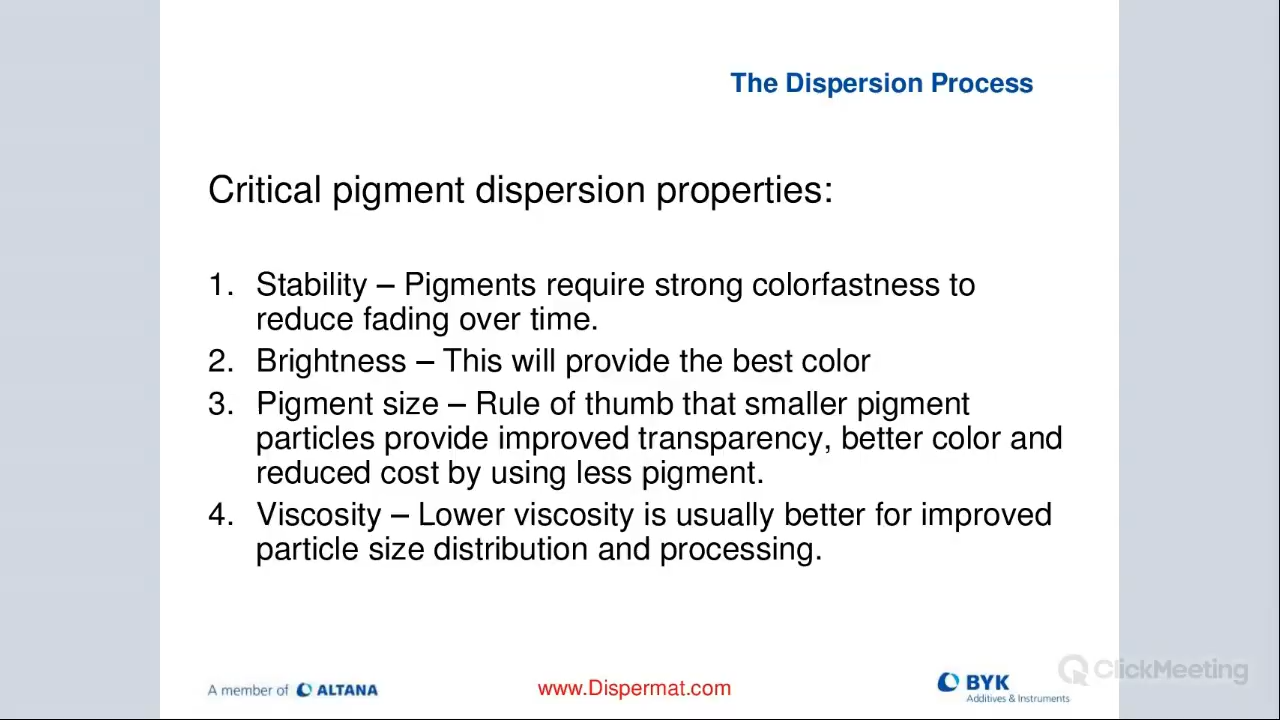 The Dispersion Process
Critical pigment dispersion properties:
1. Stability – Pigments require strong colorfastness to
reduce fading over time.
2. Brightness – This will provide the best color
3. Pigment size – Rule of thumb that smaller pigment
particles provide improved transparency, better color and
reduced cost by using less pigment.
4. Viscosity – Lower viscosity is usually better for improved
particle size distribution and processing.
A member of ALTANA
www.Dispermat.com
BYK
Additives & Instruments
ClickMeeting